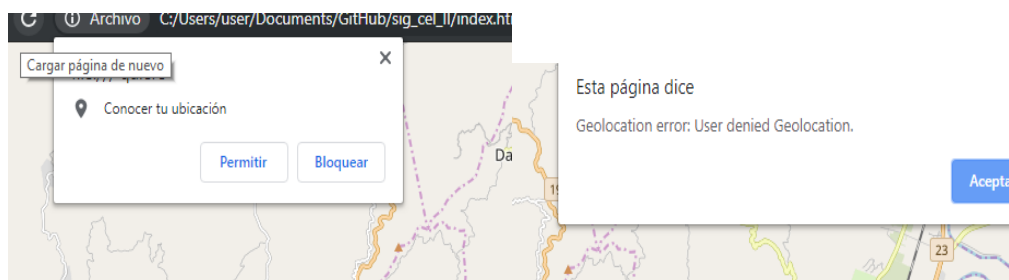 Archivo C:/Users/user/Documents/GitHub/sig_cel_II/index.ht
Cargar página de nuevo
Conocer tu ubicación
Permitir
Bloquear
Da
Esta página dice
Geolocation error: User denied Geolocation.
Acepta
23